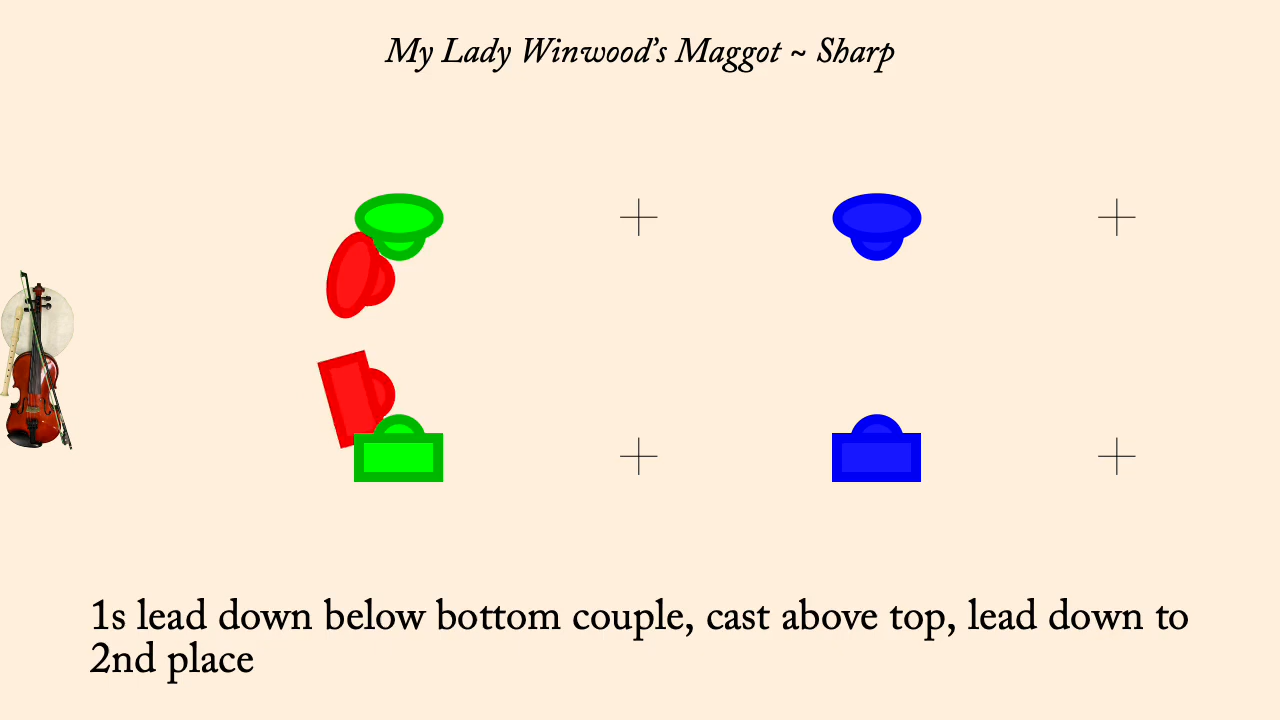 My Lady Winwood’s Maggot ~ Sharp
1s lead down below bottom couple, cast above top, lead down to
2nd place